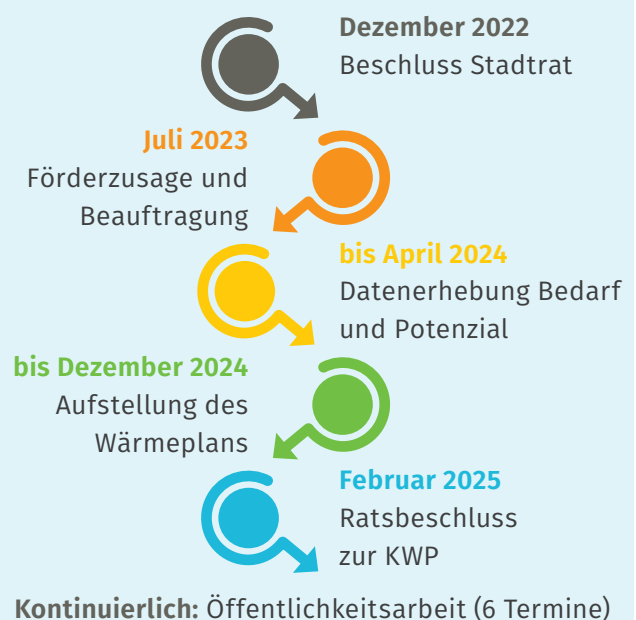 Dezember 2022
Beschluss Stadtrat
Juli 2023
Förderzusage und
Beauftragung
bis April 2024
Datenerhebung Bedarf
und Potenzial
bis Dezember 2024
Aufstellung des
Wärmeplans
Februar 2025
Ratsbeschluss
zur KWP
Kontinuierlich: Öffentlichkeitsarbeit (6 Termine)